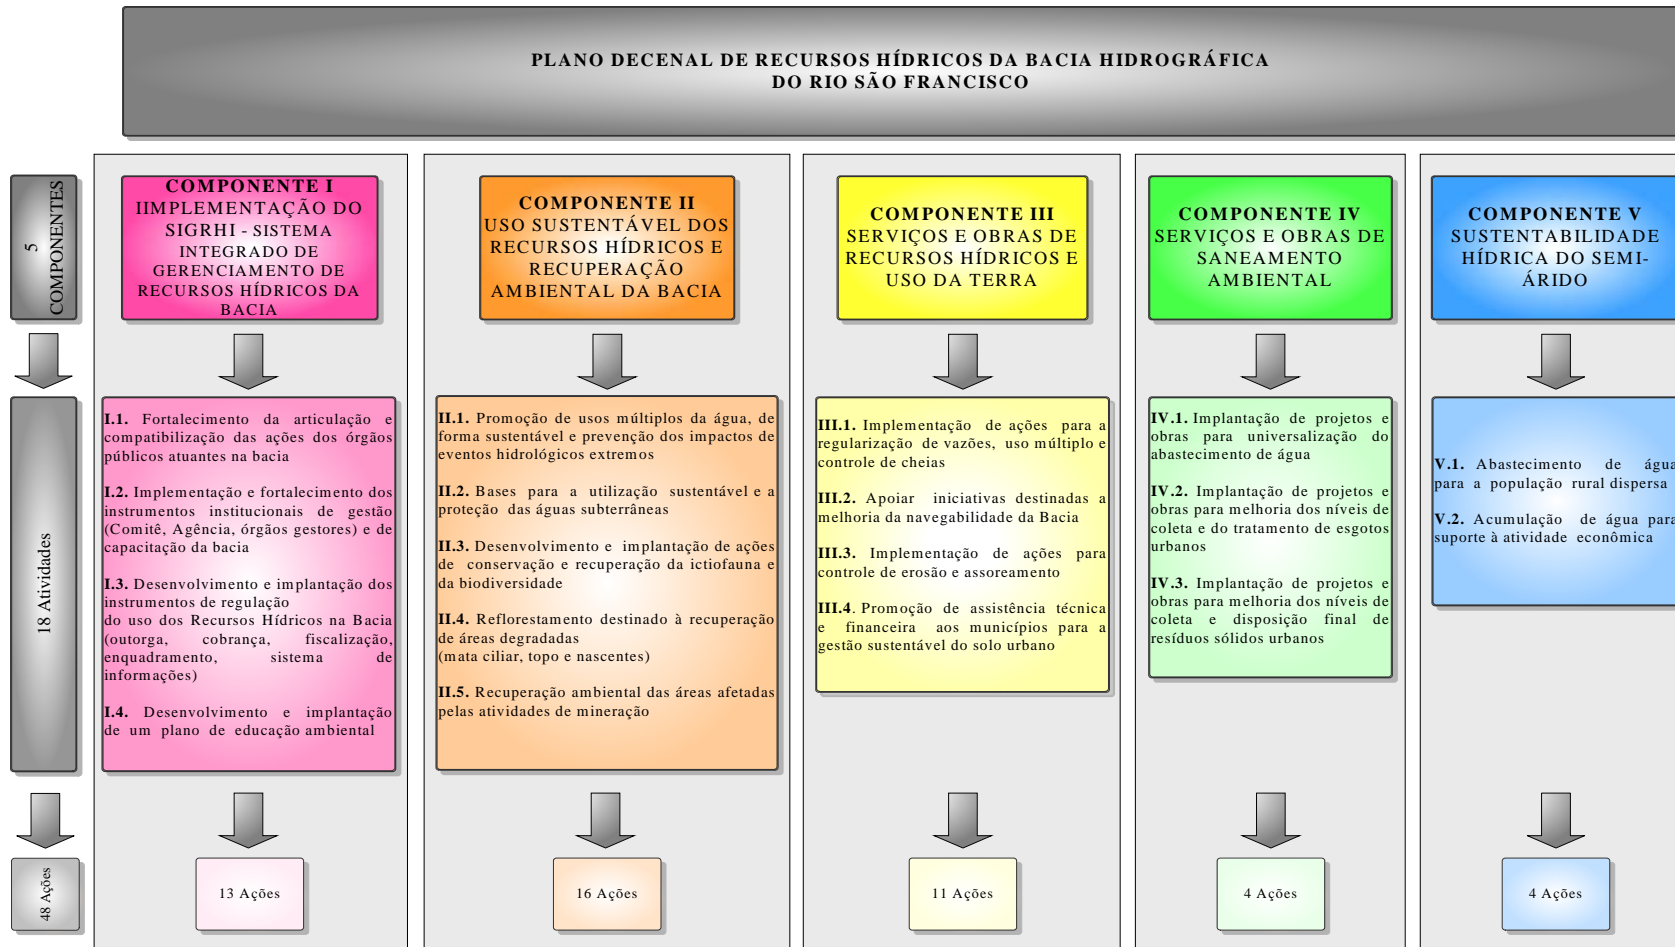 PLANO DECENAL DE RECURSOS HÍDRICOS DA BACIA HIDROGRÁFICA
DO RIO SÃO FRANCISCO
5
COMPONENTES
COMPONENTE I
IIMPLEMENTAÇÃO DO
SIGRHI - SISTEMA
INTEGRADO DE
GERENCIAMENTO DE
RECURSOS HÍDRICOS DA
BACIA
COMPONENTE II
USO SUSTENTÁVEL DOS
RECURSOS HÍDRICOS E
RECUPERAÇÃO
AMBIENTAL DA BACIA
COMPONENTE III
SERVIÇOS E OBRAS DE
RECURSOS HÍDRICOS E
USO DA TERRA
COMPONENTE IV
SERVIÇOS E OBRAS DE
SANEAMENTO
AMBIENTAL
COMPONENTE V
SUSTENTABILIDADE
HÍDRICA DO SEMI-
ÁRIDO
18 Atividades
I.1. Fortalecimento da articulação e
compatibilização das ações dos órgãos
públicos atuantes na bacia
I.2. Implementação e fortalecimento dos
instrumentos institucionais de gestão
(Comitê, Agência, órgãos gestores) e de
capacitação da bacia
I.3. Desenvolvimento e implantação dos
instrumentos de regulação
do uso dos Recursos Hídricos na Bacia
(outorga, cobrança, fiscalização,
enquadramento, sistema de
informações)
I.4. Desenvolvimento e implantação
de um plano de educação ambiental
II.1. Promoção de usos múltiplos da água, de
forma sustentável e prevenção dos impactos de
eventos hidrológicos extremos
II.2. Bases para a utilização sustentável e a
proteção das águas subterrâneas
II.3. Desenvolvimento e implantação de ações
de conservação e recuperação da ictiofauna e
da biodiversidade
II.4. Reflorestamento destinado à recuperação
de áreas degradadas
(mata ciliar, topo e nascentes)
II.5. Recuperação ambiental das áreas afetadas
pelas atividades de mineração
III.1. Implementação de ações para a
regularização de vazões, uso múltiplo e
controle de cheias
III.2. Apoiar iniciativas destinadas a
melhoria da navegabilidade da Bacia
III.3. Implementação de ações para
controle de erosão e assoreamento
III.4. Promoção de assistência técnica
e financeira aos municípios para a
gestão sustentável do solo urbano
IV.1. Implantação de projetos e
obras para universalização do
abastecimento de água
IV.2. Implantação de projetos e
obras para melhoria dos níveis de
coleta e do tratamento de esgotos
urbanos
IV.3. Implantação de projetos e
obras para melhoria dos níveis de
coleta e disposição final de
resíduos sólidos urbanos
V.1. Abastecimento de água
para a população rural dispersa
V.2. Acumulação de água para
suporte à atividade econômica
48 Ações
13 Ações
16 Ações
11 Ações
4 Ações
4 Ações